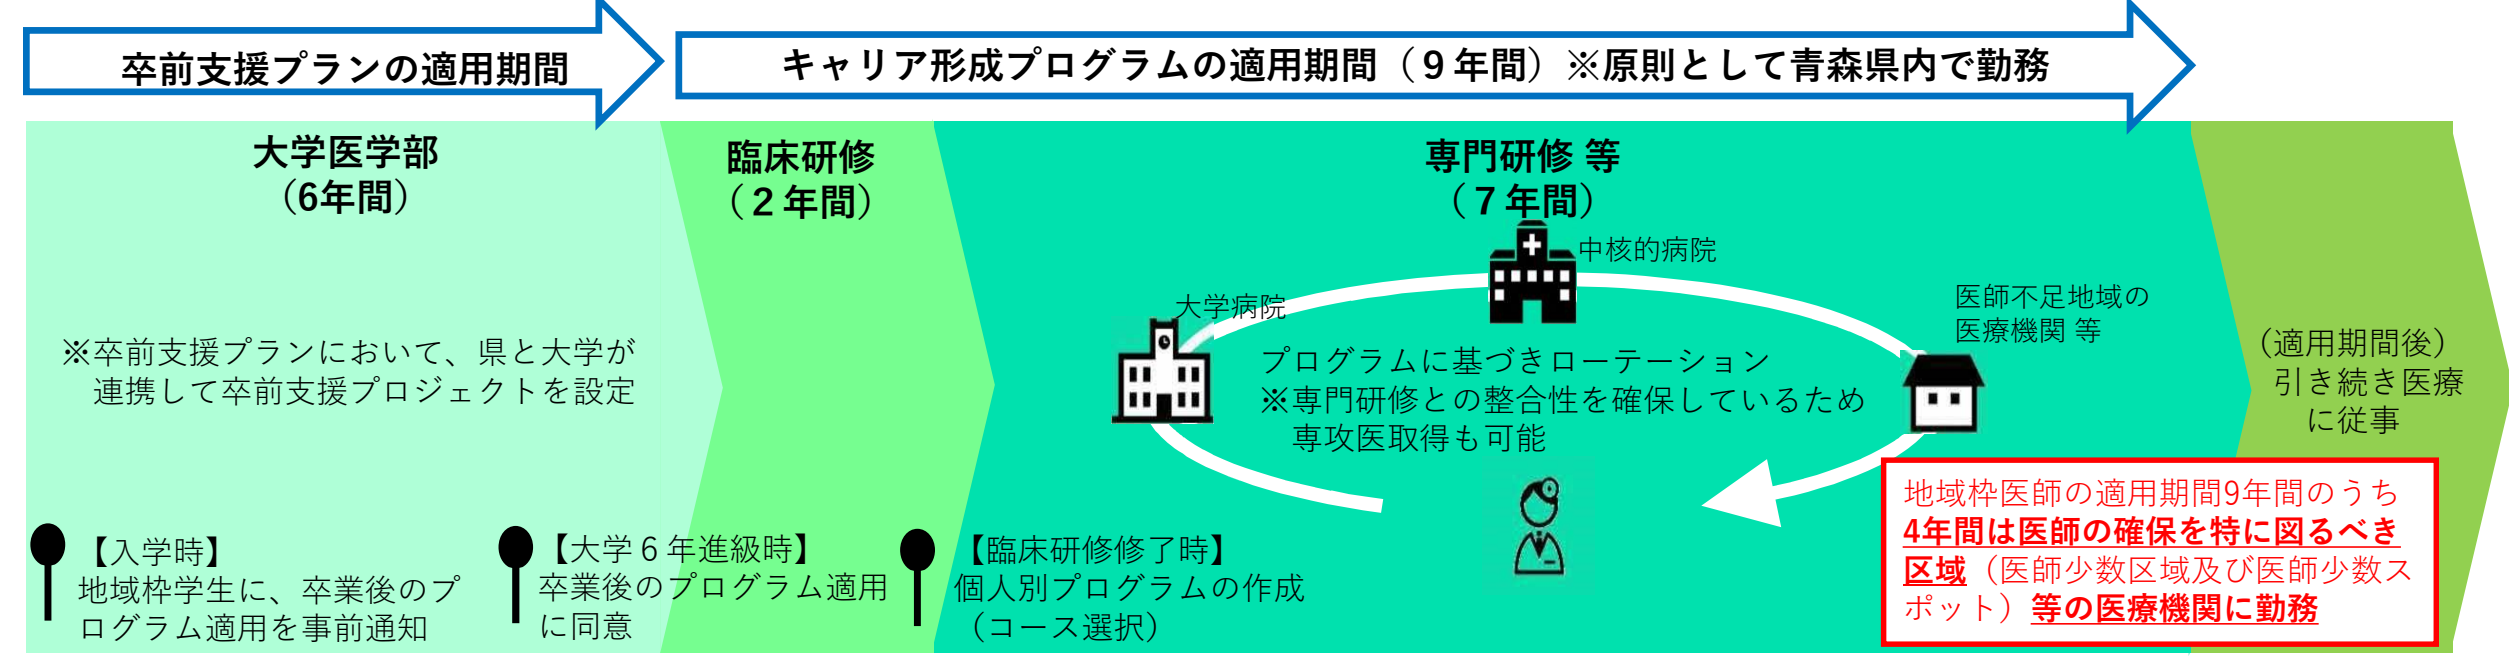 卒前支援プランの適用期間
キャリア形成プログラムの適用期間（９年間）※原則として青森県内で勤務
大学医学部
（6年間）
臨床研修
（２年間）
専門研修 等
（７年間）
中核的病院
大学病院
医師不足地域の
医療機関 等
※卒前支援プランにおいて、県と大学が
連携して卒前支援プロジェクトを設定
プログラムに基づきローテーション
※専門研修との整合性を確保しているため
専攻医取得も可能
（適用期間後）
引き続き医療
に従事
【入学時】
地域枠学生に、卒業後のプ
ログラム適用を事前通知
【大学６年進級時】
卒業後のプログラム適用
に同意
【臨床研修修了時】
個人別プログラムの作成
（コース選択）
地域枠医師の適用期間9年間のうち
4年間は医師の確保を特に図るべき
区域（医師少数区域及び医師少数ス
ポット）等の医療機関に勤務